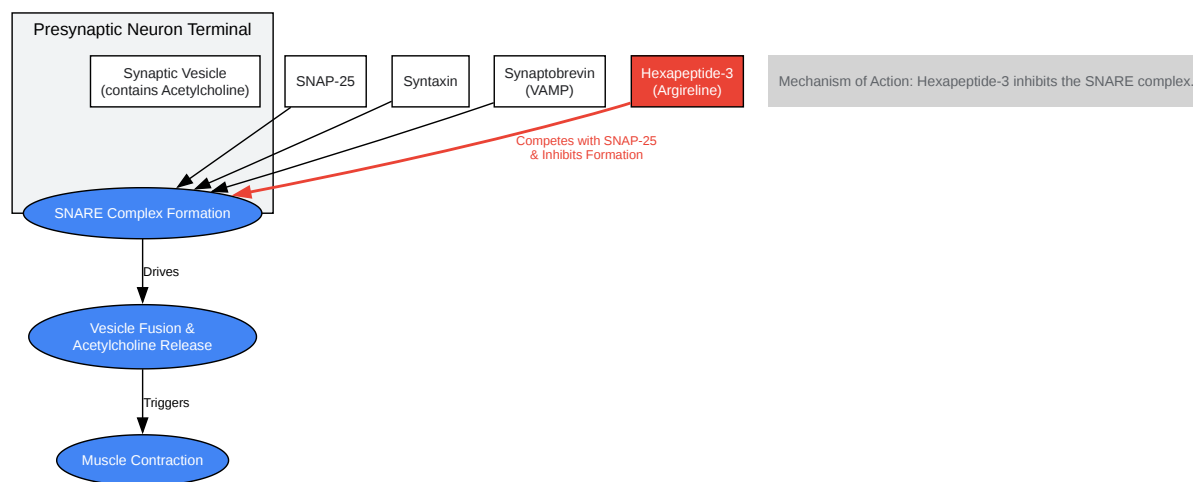 Presynaptic Neuron Terminal
Synaptic Vesicle
(contains Acetylcholine)
SNAP-25
Syntaxin
Synaptobrevin
(VAMP)
Hexapeptide-3
(Argireline)
Mechanism of Action: Hexapeptide-3 inhibits the SNARE complex.
Competes with SNAP-25
& Inhibits Formation
SNARE Complex Formation
Drives
Vesicle Fusion &
Acetylcholine Release
Triggers
Muscle Contraction